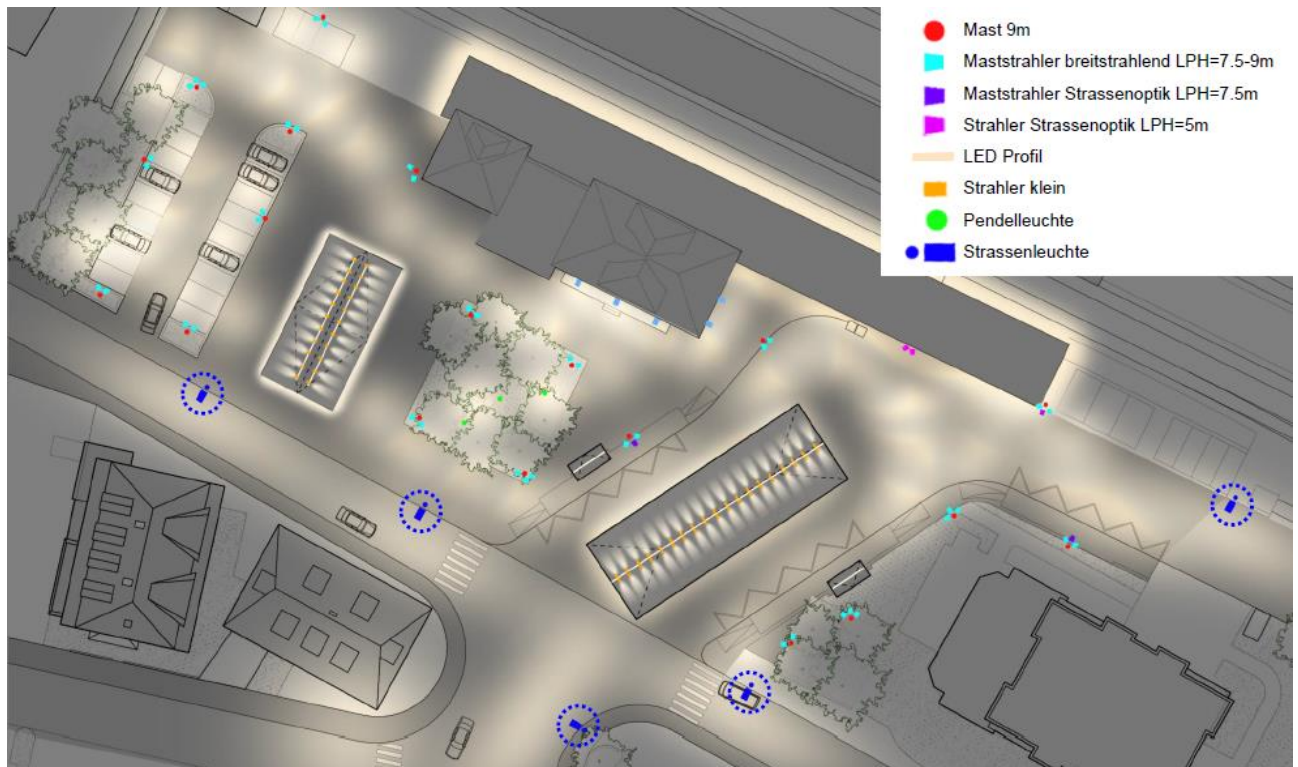 Mast 9m
Maststrahler breitstrahlend LPH=7.5-9m
Maststrahler Strassenoptik LPH=7.5m
Strahler Strassenoptik LPH=5m
LED Profil
Strahler klein
Pendelleuchte
Strassenleuchte